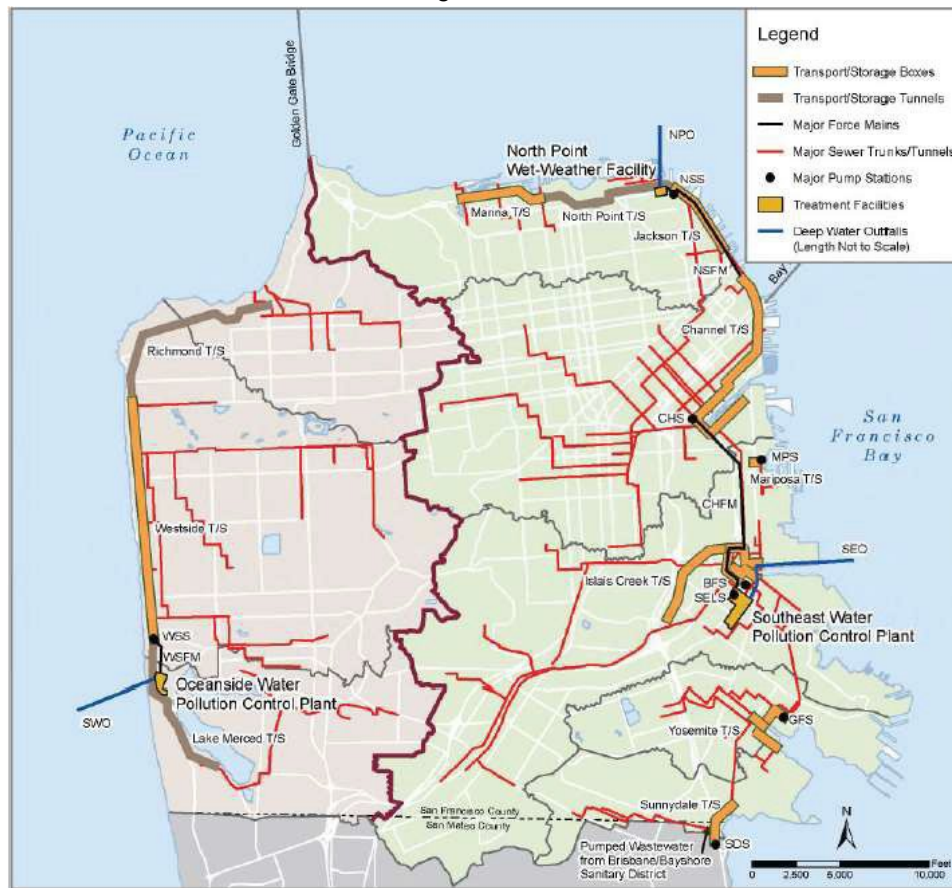 Legend
Transport/Storage Boxes
Transport/Storage Tunnels
Major Force Mains
Major Sewer Trunks/Tunnels
Major Pump Stations
Treatment Facilities
Deep Water Outfalls
(Length Not to Scale)
Golden Gate Bridge
Pacific
Ocean
NPO
North Point
Wet-Weather Facility
NSS
Marina T/S
North Point T/S
Jackson T/S
NSFM
Bay
Channel T/S
Richmond T/S
CHS
San
Francisco
Bay
MPS
Mariposa T/S
CHFM
Westside T/S
SEO
Islais Creek T/S
BFS
SELS
Southeast Water
Pollution Control Plant
WSS
WSFM
Oceanside Water
Pollution Control Plant
SWO
Lake Merced T/S
GFS
Yosemite T/S
Sunnydale T/S
San Francisco County
San Mateo County
SDS
Pumped Wastewater
from Brisbane/Bayshore
Sanitary District
N
Feet
0 2,500 5,000 10,000